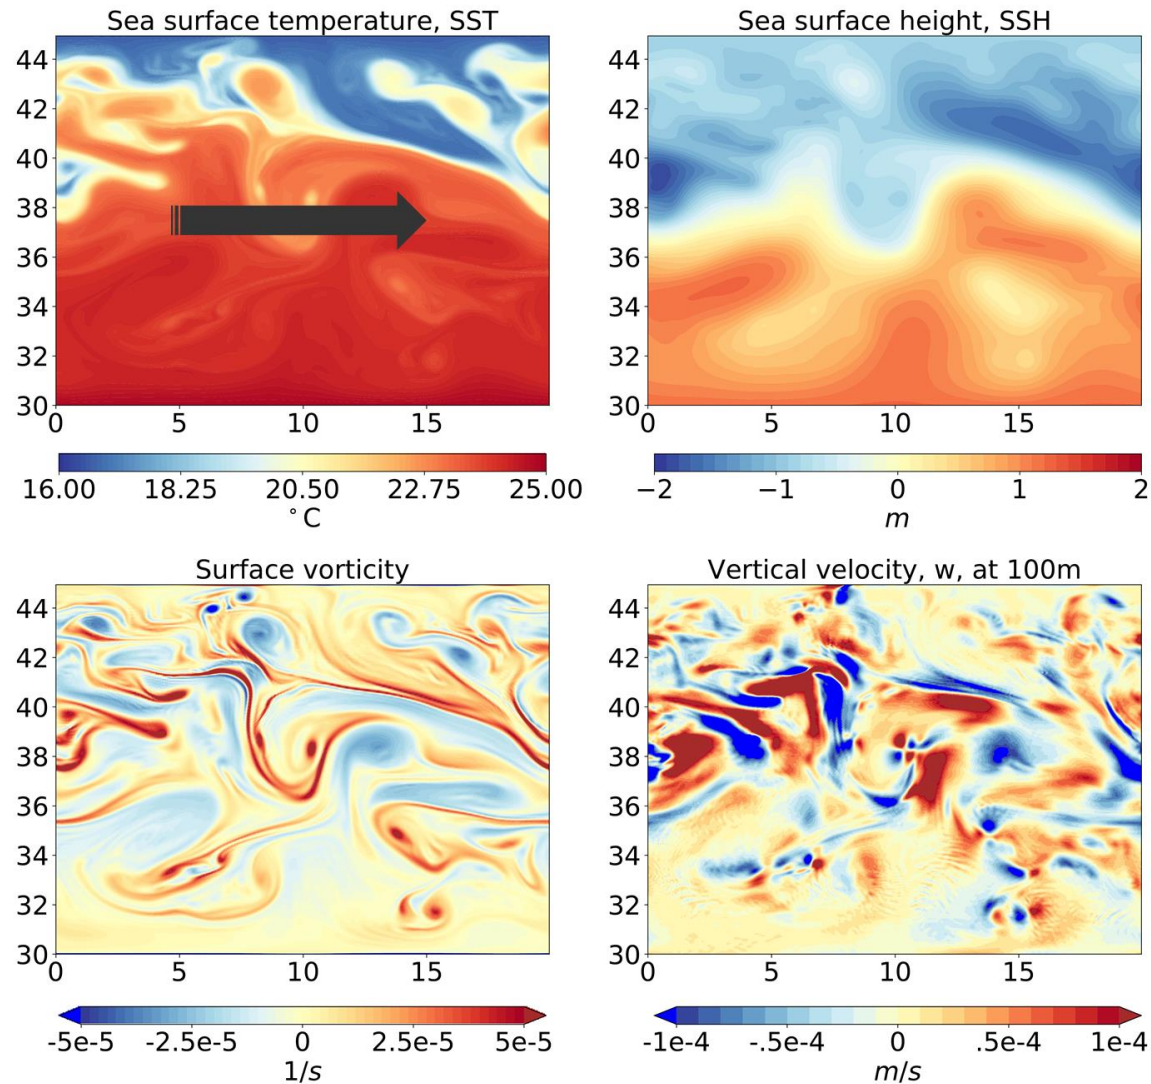 Sea surface temperature, SST
44
42
40
38
36
34
32
30
0 5 10 15
16.00 18.25 20.50 22.75 25.00
°C
Sea surface height, SSH
44
42
40
38
36
34
32
30
0 5 10 15
−2 −1 0 1 2
m
Surface vorticity
44
42
40
38
36
34
32
30
0 5 10 15
-5e-5 -2.5e-5 0 2.5e-5 5e-5
1/s
Vertical velocity, w, at 100m
44
42
40
38
36
34
32
30
0 5 10 15
-1e-4 -.5e-4 0 .5e-4 1e-4
m/s